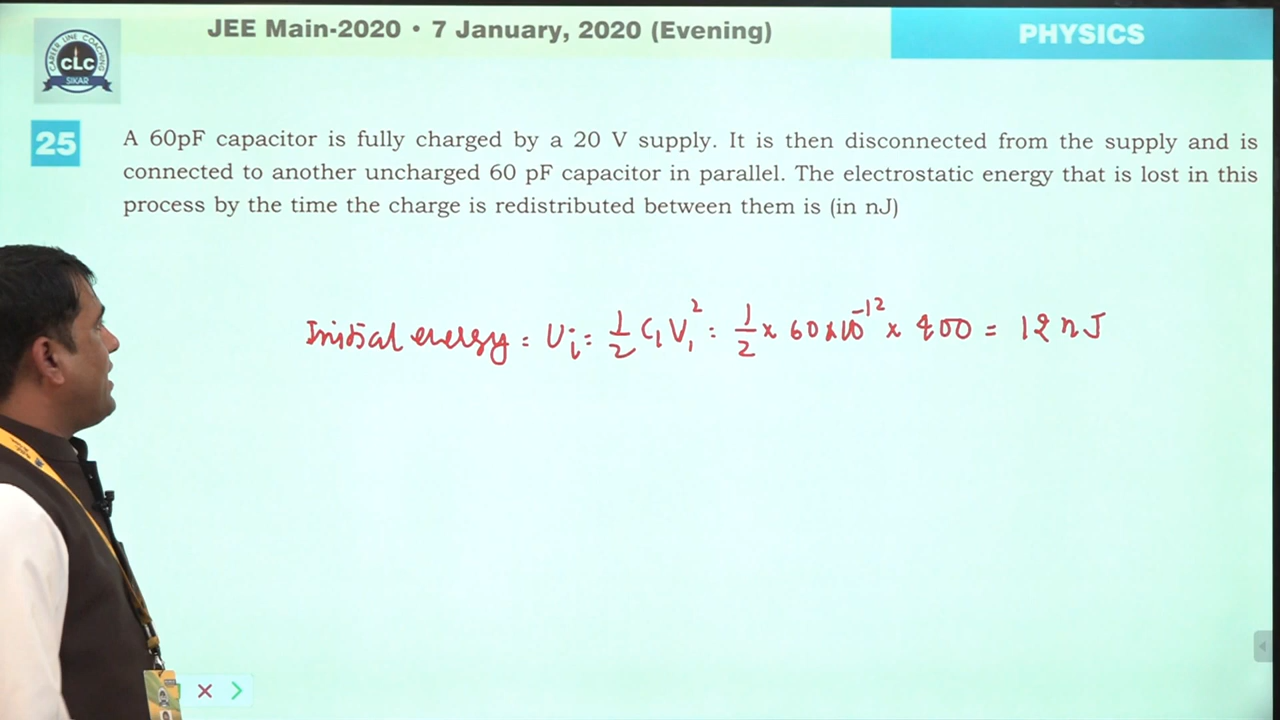 JEE Main-2020 • 7 January, 2020 (Evening)
PHYSICS
CAREER LINE COACHING
CLC
SIKAR
25
A 60pF capacitor is fully charged by a 20 V supply. It is then disconnected from the supply and is
connected to another uncharged 60 pF capacitor in parallel. The electrostatic energy that is lost in this
process by the time the charge is redistributed between them is (in nJ)
Initial energy = Ui = 1/2 C1V1² = 1/2 x 60x10⁻¹² x 400 = 12 nJ